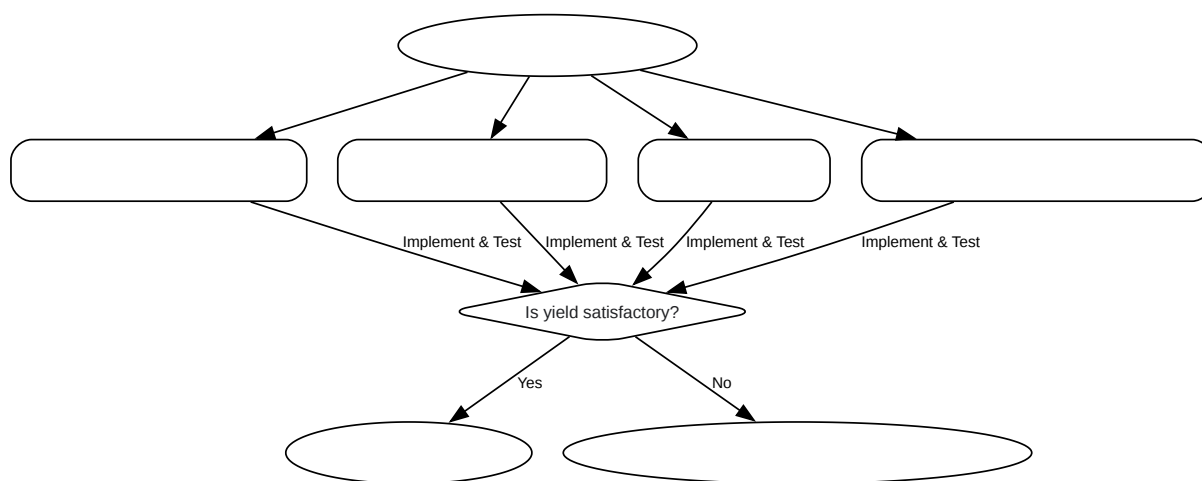 Implement & Test
Implement & Test
Implement & Test
Implement & Test
Is yield satisfactory?
Yes
No